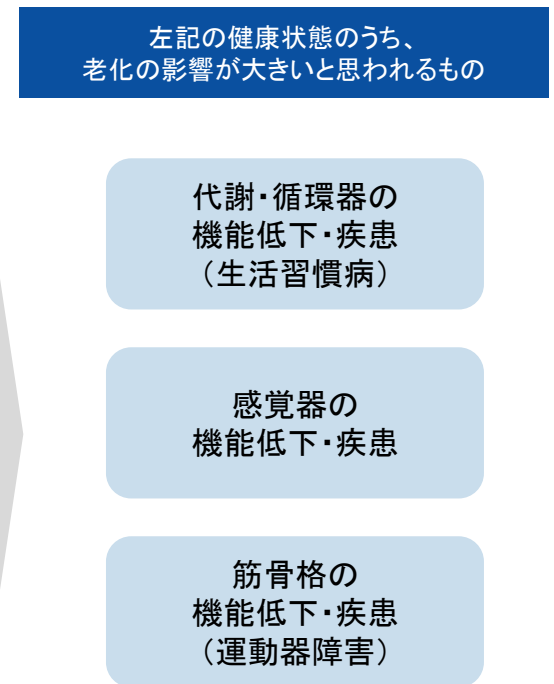 左記の健康状態のうち、
老化の影響が大きいと思われるもの
代謝・循環器の
機能低下・疾患
（生活習慣病）
感覚器の
機能低下・疾患
筋骨格の
機能低下・疾患
（運動器障害）